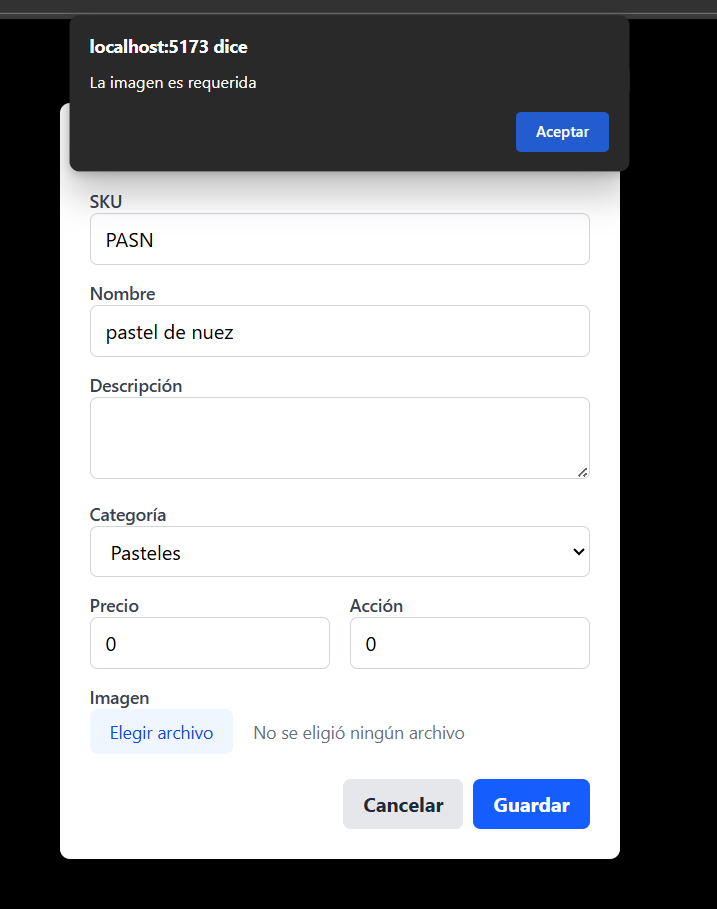 localhost:5173 dice
La imagen es requerida
Aceptar
SKU
PASN
Nombre
pastel de nuez
Descripción
Categoría
Pasteles
Precio
Acción
0
0
Imagen
Elegir archivo
No se eligió ningún archivo
Cancelar
Guardar